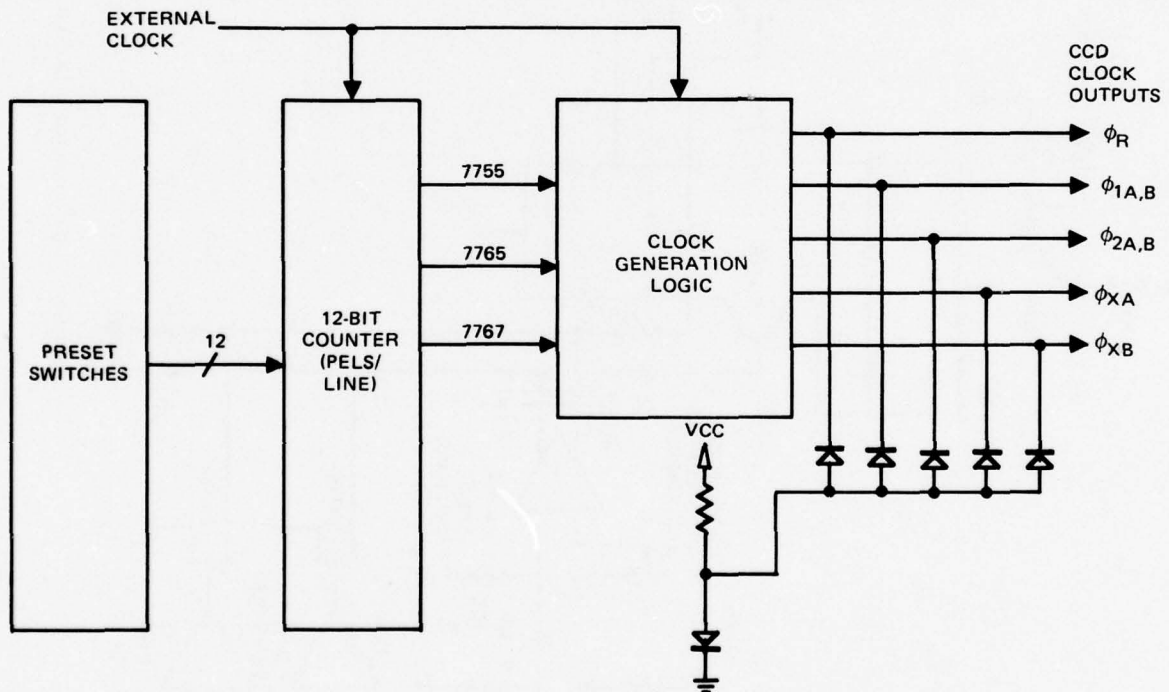 EXTERNAL
CLOCK
CCD
CLOCK
OUTPUTS
ϕR
7755
ϕ1A,B
CLOCK
GENERATION
LOGIC
ϕ2A,B
7765
ϕXA
12-BIT
COUNTER
(PELS/
LINE)
7767
ϕXB
PRESET
SWITCHES
12
VCC